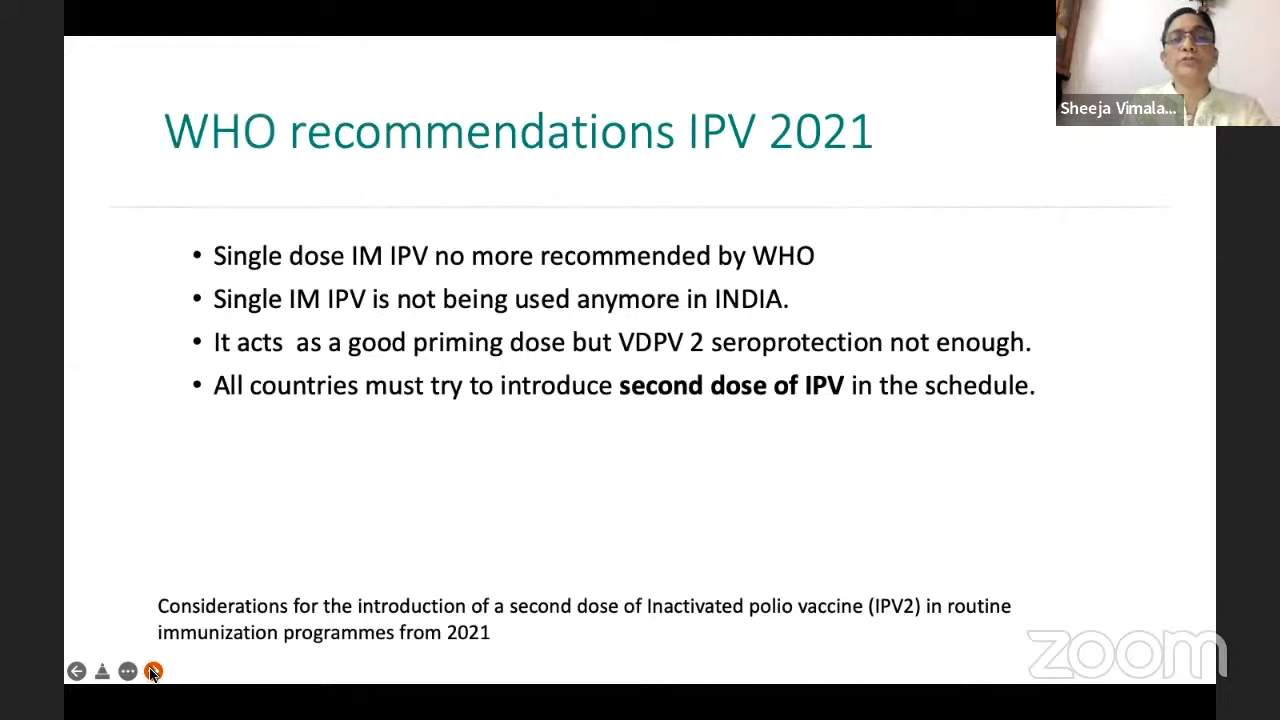 Sheeja Vimala...
WHO recommendations IPV 2021
• Single dose IM IPV no more recommended by WHO
• Single IM IPV is not being used anymore in INDIA.
• It acts  as a good priming dose but VDPV 2 seroprotection not enough.
• All countries must try to introduce second dose of IPV in the schedule.
Considerations for the introduction of a second dose of Inactivated polio vaccine (IPV2) in routine
immunization programmes from 2021
zoom